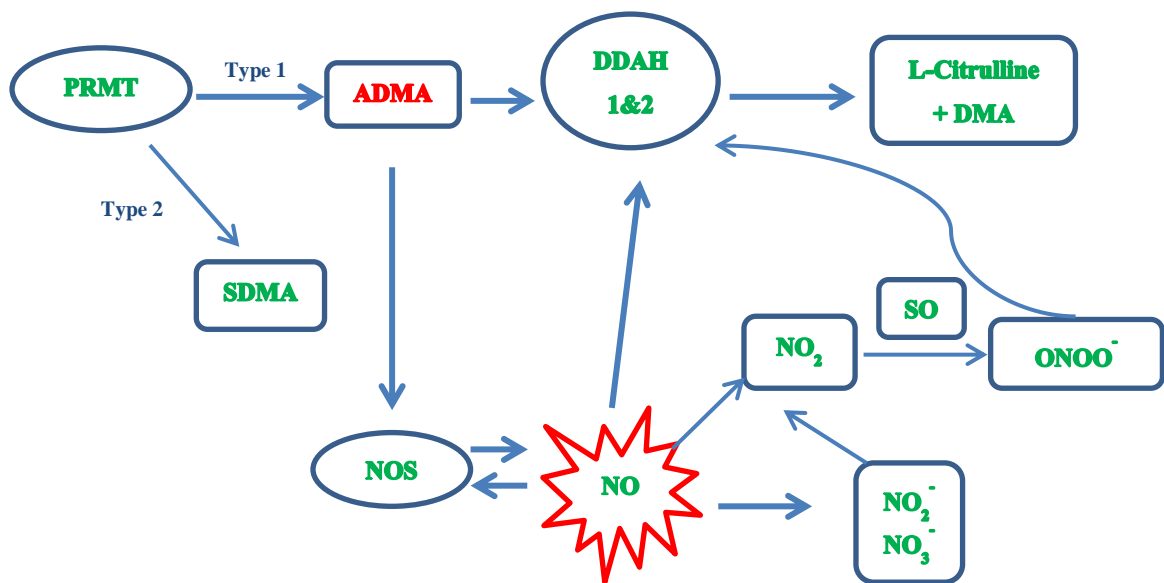 PRMT
Type 1
ADMA
DDAH
1&2
L-Citrulline
+ DMA
Type 2
SDMA
SO
NO₂
ONOO⁻
NOS
NO
NO₂⁻
NO₃⁻